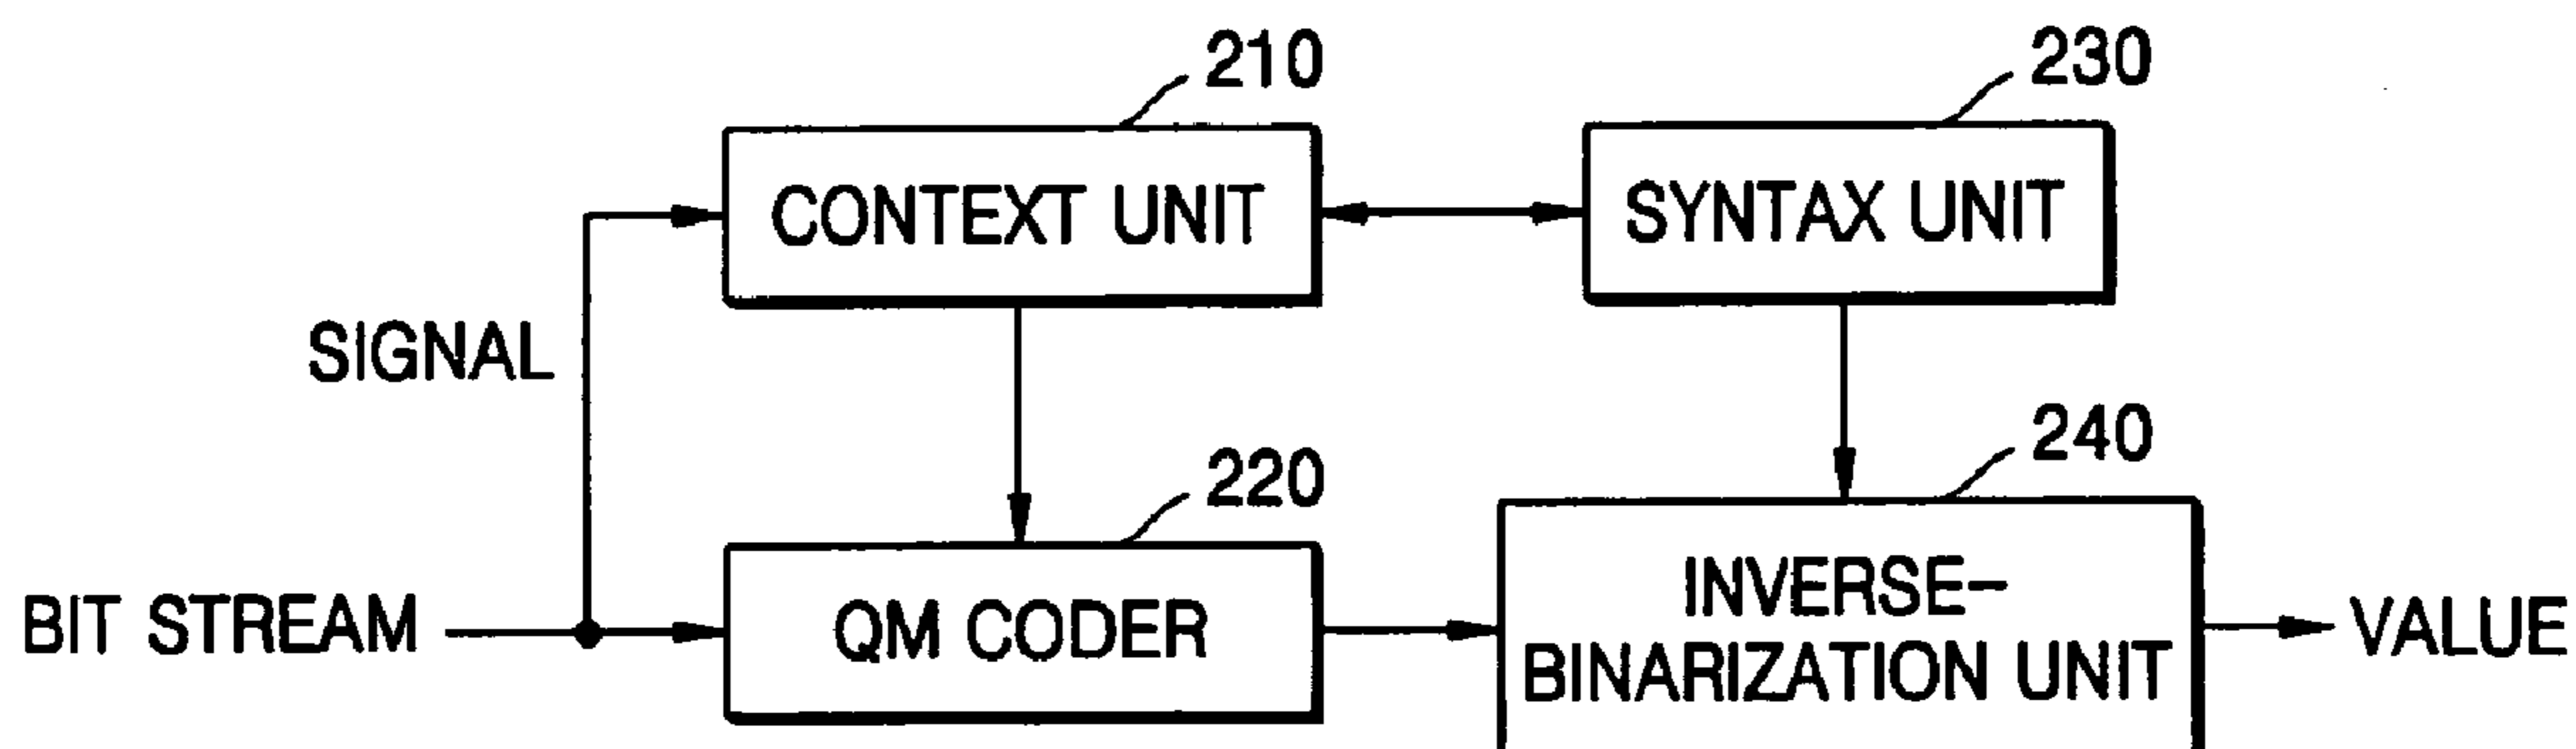 210
230
CONTEXT UNIT
SYNTAX UNIT
SIGNAL
220
240
BIT STREAM
QM CODER
INVERSE-
BINARIZATION UNIT
VALUE